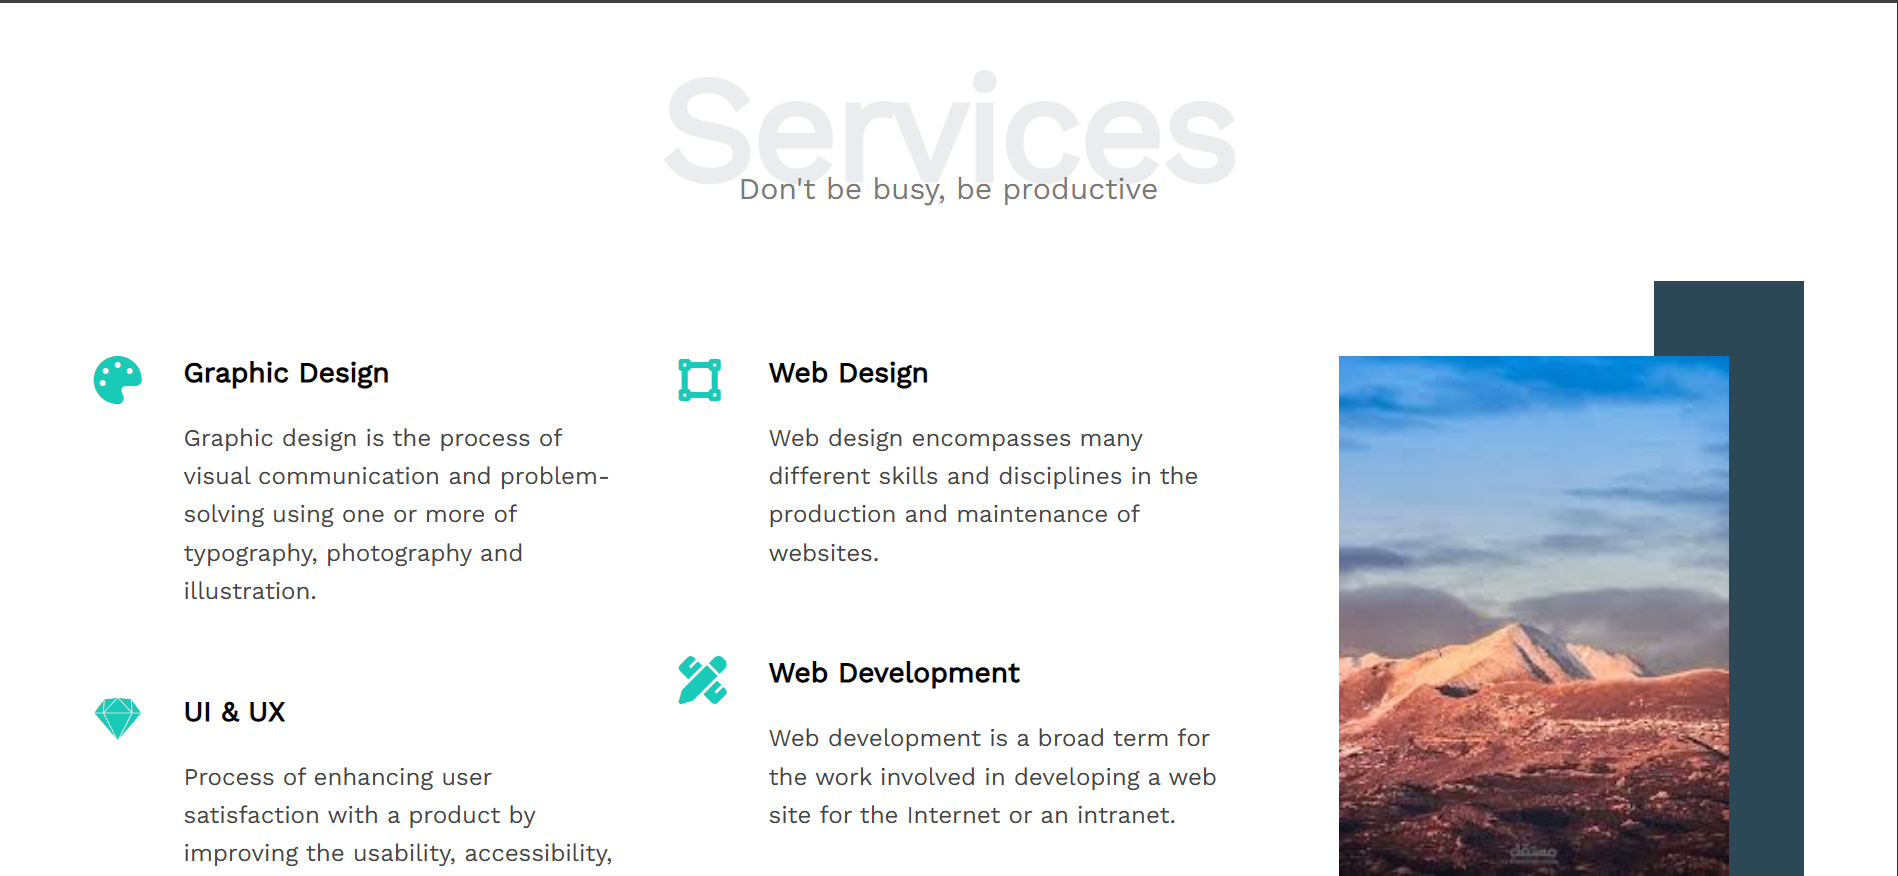 Services
Don't be busy, be productive
Graphic Design
Graphic design is the process of
visual communication and problem-
solving using one or more of
typography, photography and
illustration.
UI & UX
Process of enhancing user
satisfaction with a product by
improving the usability, accessibility,
Web Design
Web design encompasses many
different skills and disciplines in the
production and maintenance of
websites.
Web Development
Web development is a broad term for
the work involved in developing a web
site for the Internet or an intranet.
مستقل